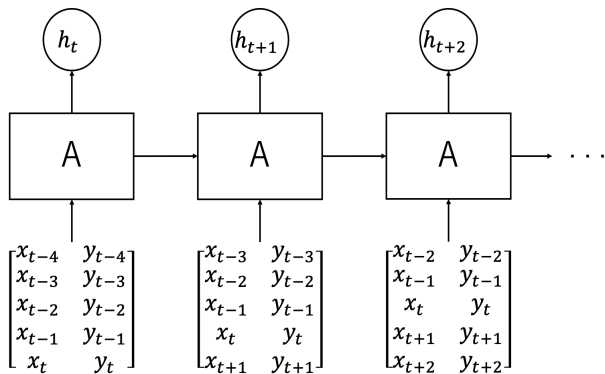 h_t h_{t+1} h_{t+2}
A A A . . .
x_{t-4} y_{t-4} x_{t-3} y_{t-3} x_{t-2} y_{t-2}
x_{t-3} y_{t-3} x_{t-2} y_{t-2} x_{t-1} y_{t-1}
x_{t-2} y_{t-2} x_{t-1} y_{t-1} x_t y_t
x_{t-1} y_{t-1} x_t y_t x_{t+1} y_{t+1}
x_t y_t x_{t+1} y_{t+1} x_{t+2} y_{t+2}